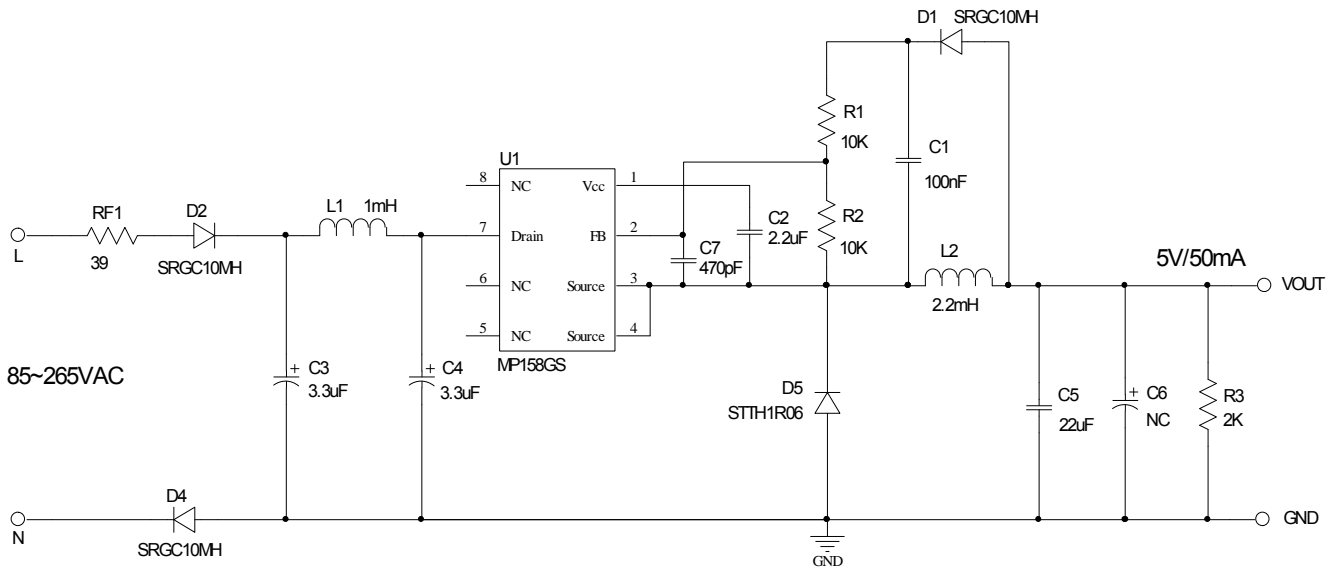 D1 SRGC10MH
R1
10K
C1
100nF
U1
8 NC Vcc 1
7 Drain FB 2
6 NC Source 3
5 NC Source 4
MP158GS
L
RF1
39
D2
SRGC10MH
L1 1mH
C7
470pF
C2
2.2uF
R2
10K
L2
2.2mH
5V/50mA
VOUT
85~265VAC
C3
+
3.3uF
C4
+
3.3uF
D5
STTH1R06
C5
22uF
+
C6
NC
R3
2K
N
D4
SRGC10MH
GND
GND